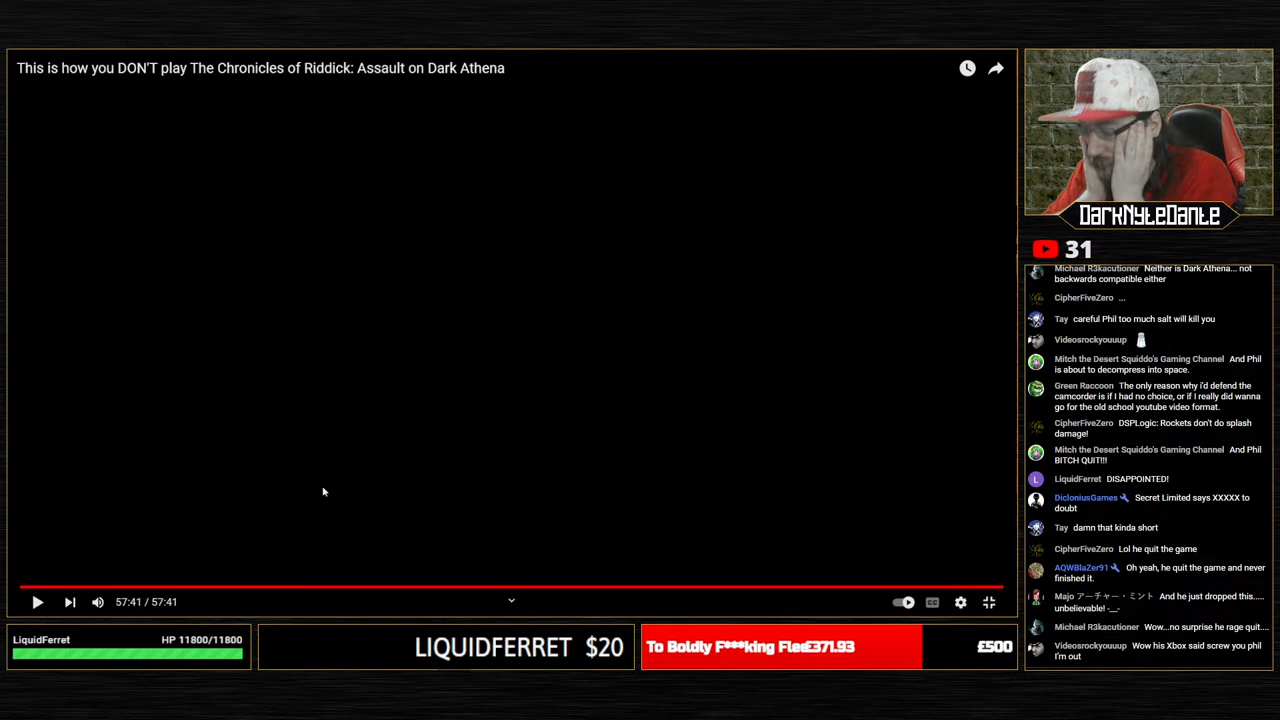 This is how you DON'T play The Chronicles of Riddick: Assault on Dark Athena
DarkNyteDante
31
Michael R3kacutioner Neither is Dark Athena... not
backwards compatible either
CipherFiveZero ...
Tay careful Phil too much salt will kill you
Videosrockyouuup
Mitch the Desert Squiddo's Gaming Channel And Phil
is about to decompress into space.
Green Raccoon The only reason why i'd defend the
camcorder is if I had no choice, or if I really did wanna
go for the old school youtube video format.
CipherFiveZero DSPLogic: Rockets don't do splash
damage!
Mitch the Desert Squiddo's Gaming Channel And Phil
BITCH QUIT!!!
L LiquidFerret DISAPPOINTED!
DicloniusGames Secret Limited says XXXXX to
doubt
Tay damn that kinda short
CipherFiveZero Lol he quit the game
AQWBlaZer91 Oh yeah, he quit the game and never
finished it.
Majo アーチャー・ミント And he just dropped this.....
unbelievable! -__-
Michael R3kacutioner Wow...no surprise he rage quit....
Videosrockyouuup Wow his Xbox said screw you phil
I'm out
57:41 / 57:41
CC
LiquidFerret HP 11800/11800
LIQUIDFERRET $20
To Boldly F***king Flee£371.93 £500